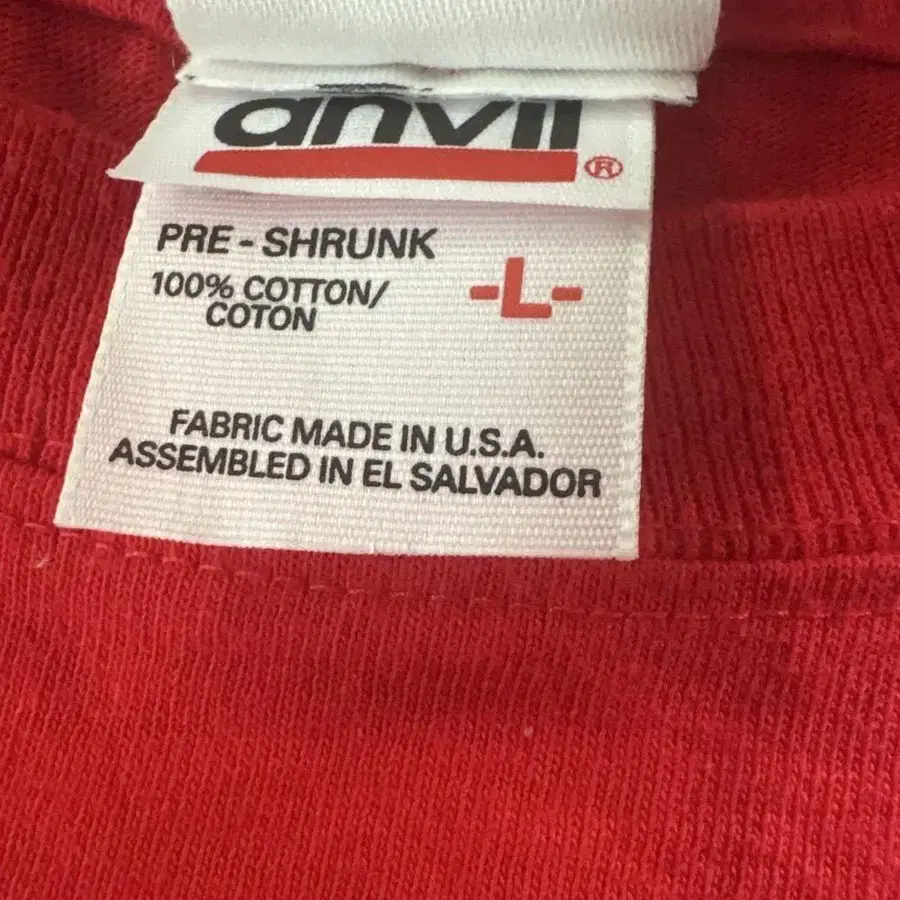 anvil®
PRE - SHRUNK
100% COTTON/
COTON
-L-
FABRIC MADE IN U.S.A.
ASSEMBLED IN EL SALVADOR